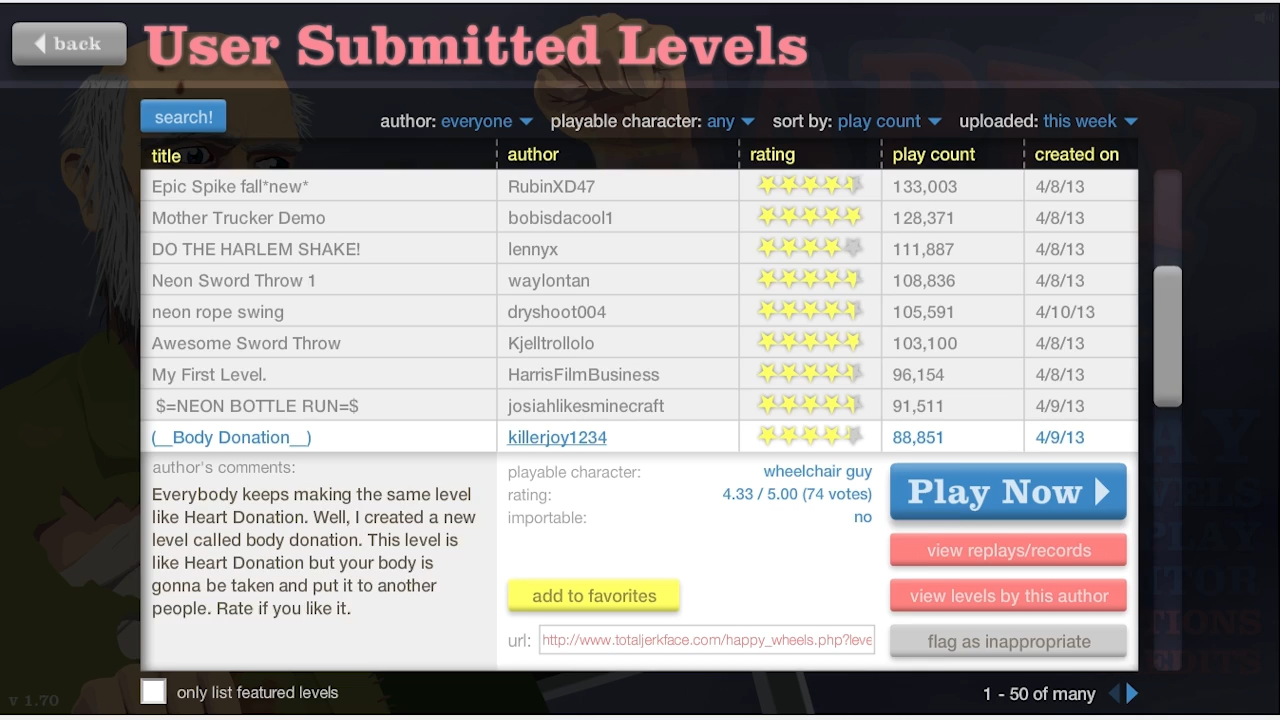 back
User Submitted Levels
search!
author: everyone playable character: any sort by: play count uploaded: this week
title author rating play count created on
Epic Spike fall*new* RubinXD47 133,003 4/8/13
Mother Trucker Demo bobisdacool1 128,371 4/8/13
DO THE HARLEM SHAKE! lennyx 111,887 4/8/13
Neon Sword Throw 1 waylontan 108,836 4/8/13
neon rope swing dryshoot004 105,591 4/10/13
Awesome Sword Throw Kjelltrollolo 103,100 4/8/13
My First Level. HarrisFilmBusiness 96,154 4/8/13
$=NEON BOTTLE RUN=$ josiahlikesminecraft 91,511 4/9/13
(__Body Donation__) killerjoy1234 88,851 4/9/13
author's comments:
Everybody keeps making the same level
like Heart Donation. Well, I created a new
level called body donation. This level is
like Heart Donation but your body is
gonna be taken and put it to another
people. Rate if you like it.
playable character: wheelchair guy
rating: 4.33 / 5.00 (74 votes)
importable: no
add to favorites
url: http://www.totaljerkface.com/happy_wheels.php?leve
Play Now
view replays/records
view levels by this author
flag as inappropriate
v 1.70
only list featured levels
1 - 50 of many